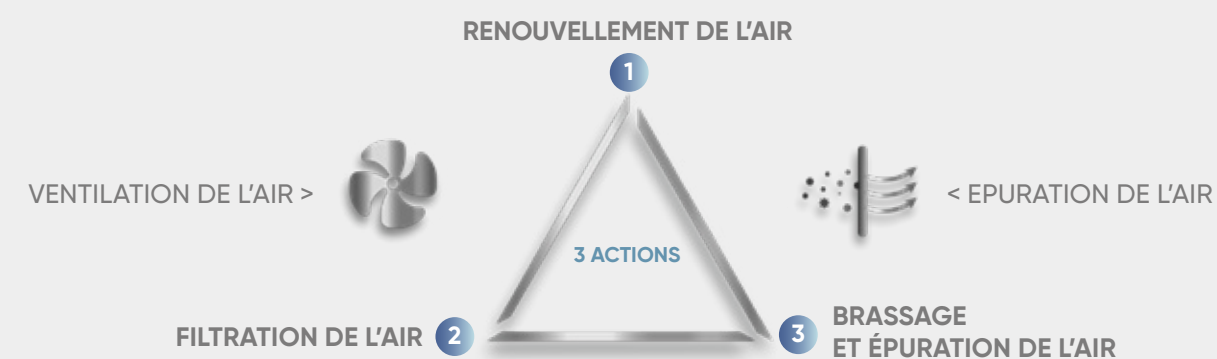 RENOUVELLEMENT DE L’AIR
1
VENTILATION DE L’AIR >
< EPURATION DE L’AIR
3 ACTIONS
FILTRATION DE L’AIR 2
3 BRASSAGE
ET ÉPURATION DE L’AIR